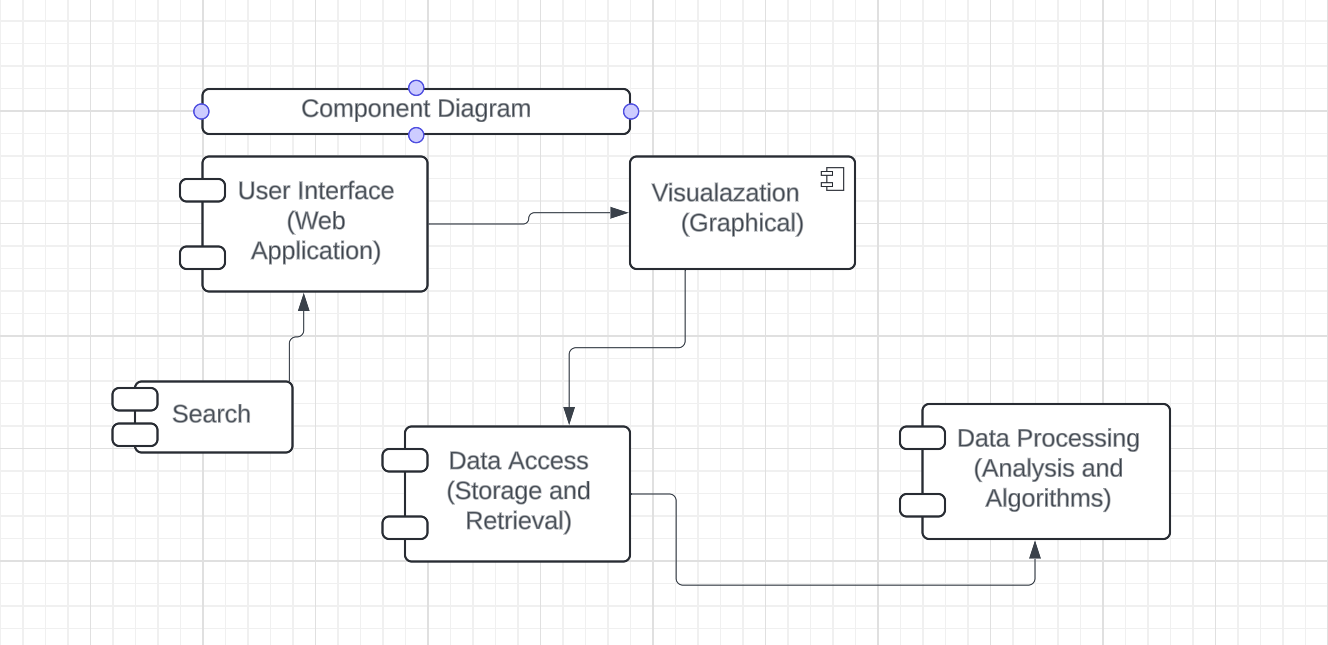 Component Diagram
User Interface
(Web
Application)
Visualazation
(Graphical)
Search
Data Access
(Storage and
Retrieval)
Data Processing
(Analysis and
Algorithms)